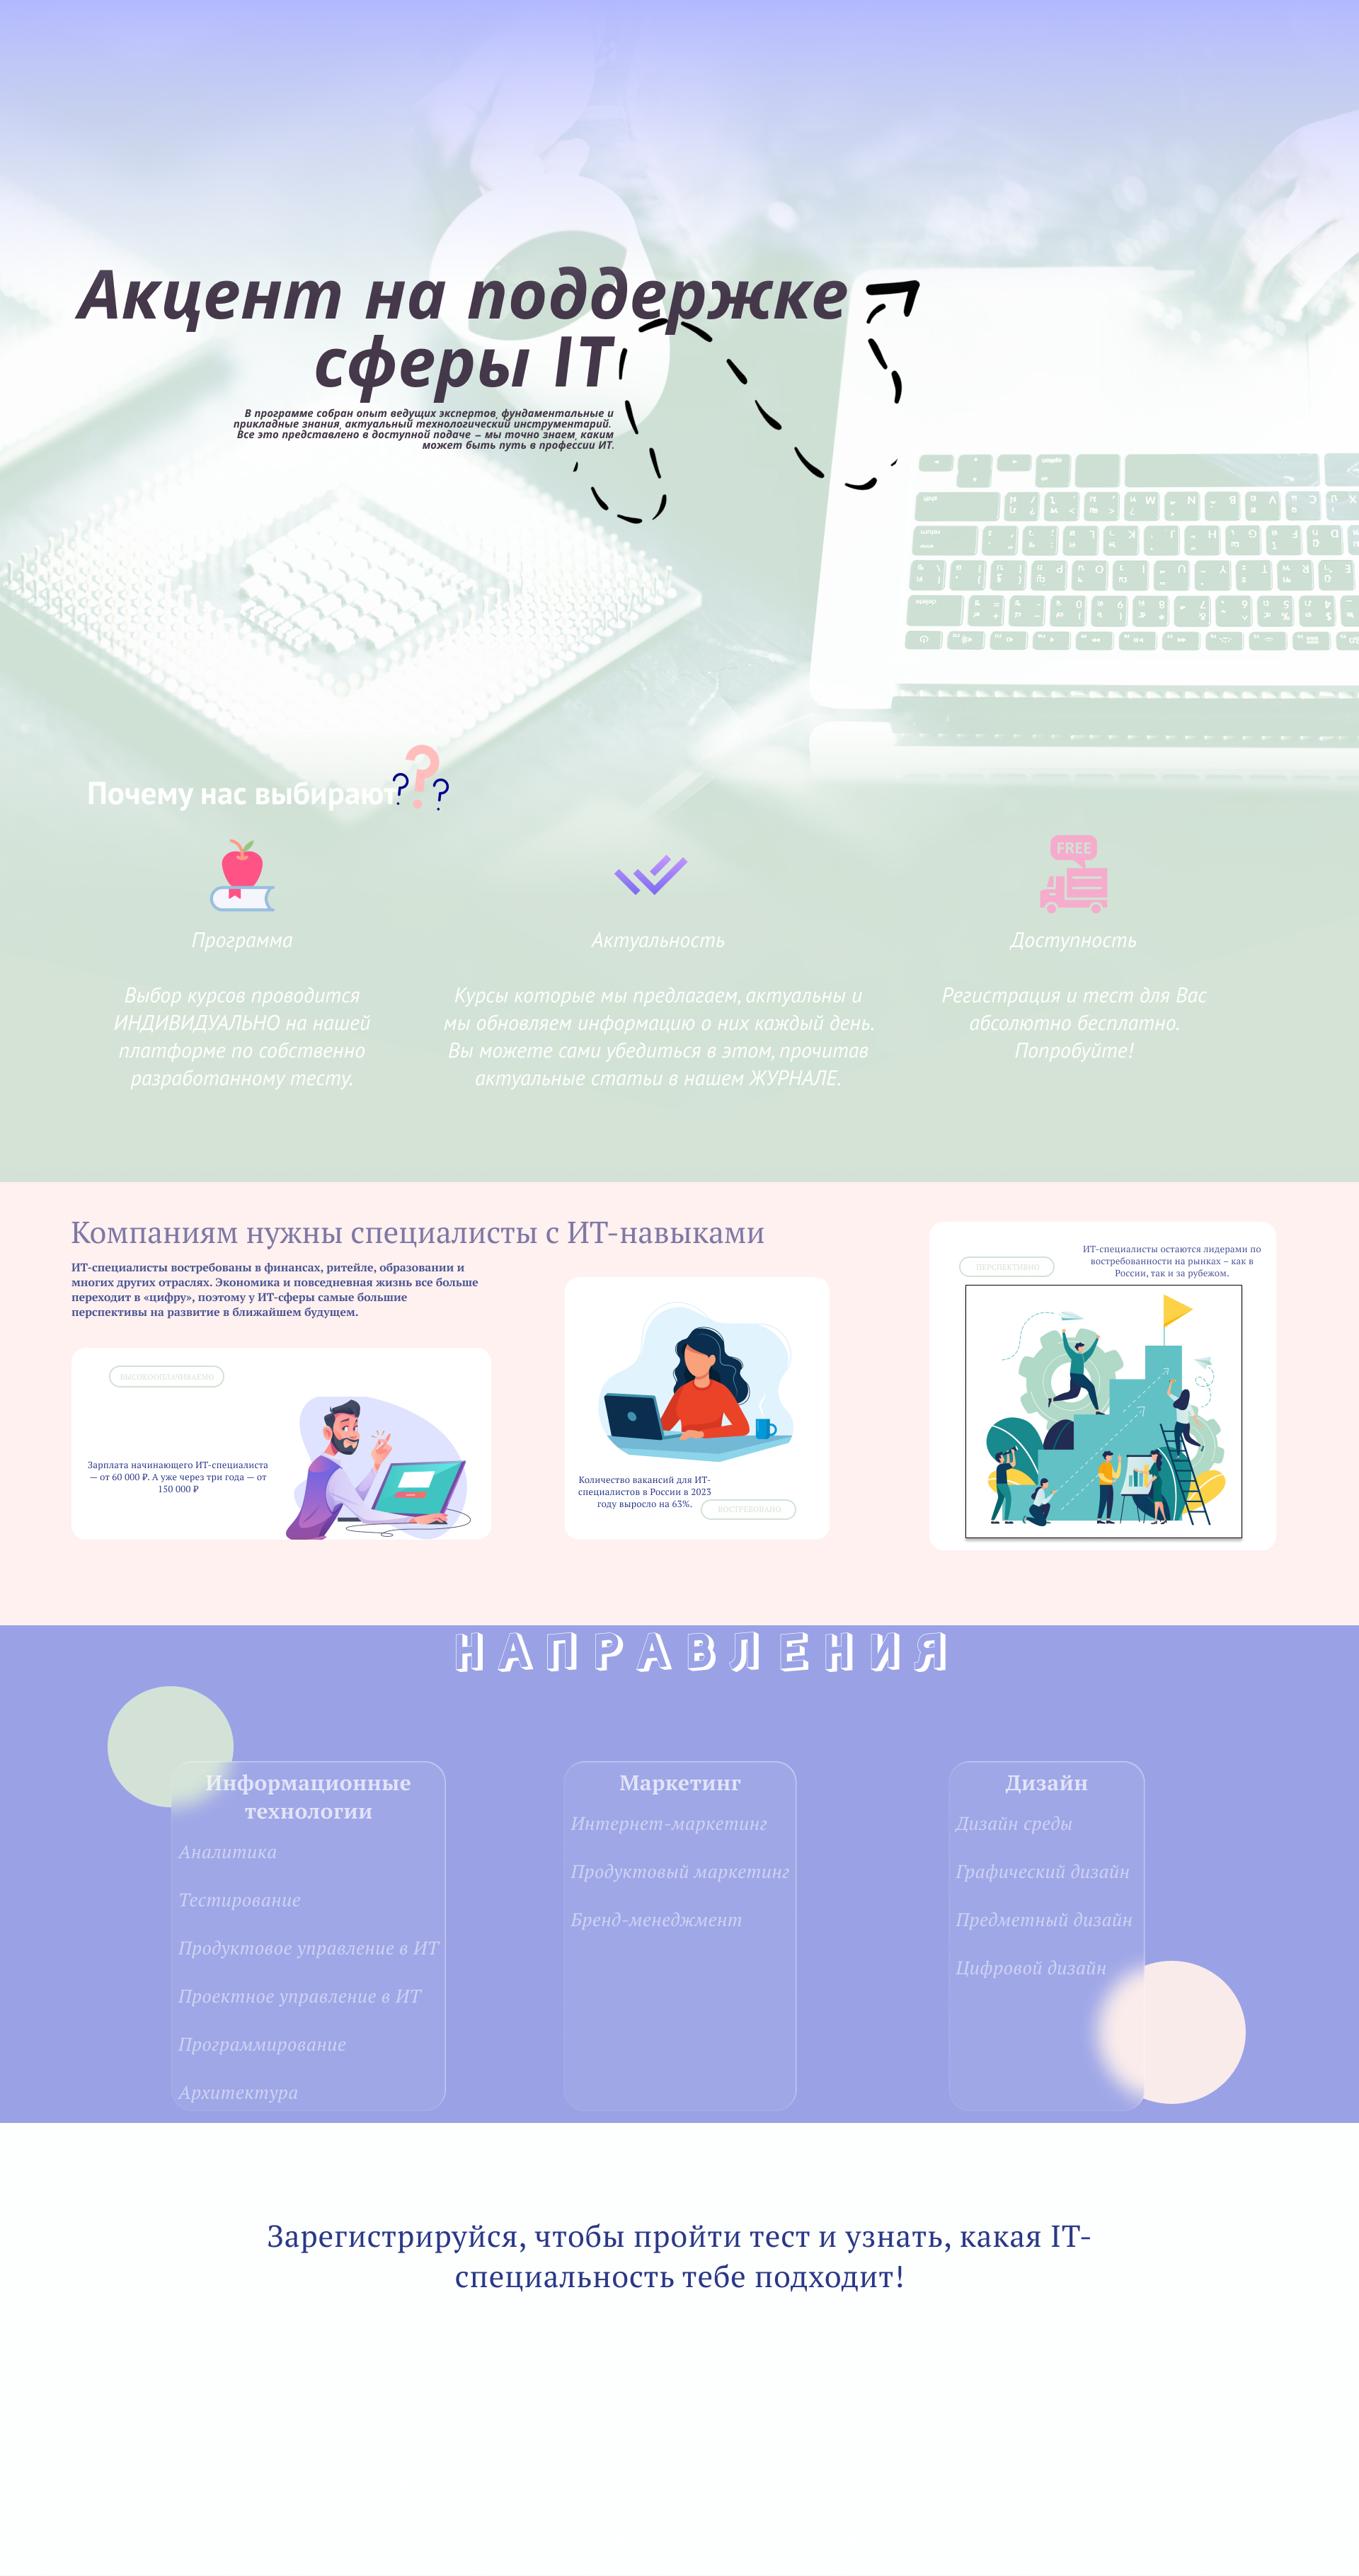 Акцент на поддержке
сферы IT
В программе собран опыт ведущих экспертов, фундаментальные и
прикладные знания, актуальный технологический инструментарий.
Все это представлено в доступной подаче – мы точно знаем, каким
может быть путь в профессии ИТ.
Почему нас выбирают
???
FREE
Программа
Выбор курсов проводится
ИНДИВИДУАЛЬНО на нашей
платформе по собственно
разработанному тесту.
Актуальность
Курсы которые мы предлагаем, актуальны и
мы обновляем информацию о них каждый день.
Вы можете сами убедиться в этом, прочитав
актуальные статьи в нашем ЖУРНАЛЕ.
Доступность
Регистрация и тест для Вас
абсолютно бесплатно.
Попробуйте!
Компаниям нужны специалисты с ИТ-навыками
ИТ-специалисты востребованы в финансах, ритейле, образовании и
многих других отраслях. Экономика и повседневная жизнь все больше
переходит в «цифру», поэтому у ИТ-сферы самые большие
перспективы на развитие в ближайшем будущем.
ВЫСОКООПЛАЧИВАЕМО
Зарплата начинающего ИТ-специалиста
— от 60 000 ₽. А уже через три года — от
150 000 ₽
Количество вакансий для ИТ-
специалистов в России в 2023
году выросло на 63%.
ВОСТРЕБОВАНО
ПЕРСПЕКТИВНО
ИТ-специалисты остаются лидерами по
востребованности на рынках – как в
России, так и за рубежом.
НАПРАВЛЕНИЯ
Информационные
технологии
Аналитика
Тестирование
Продуктовое управление в ИТ
Проектное управление в ИТ
Программирование
Архитектура
Маркетинг
Интернет-маркетинг
Продуктовый маркетинг
Бренд-менеджмент
Дизайн
Дизайн среды
Графический дизайн
Предметный дизайн
Цифровой дизайн
Зарегистрируйся, чтобы пройти тест и узнать, какая IT-
специальность тебе подходит!